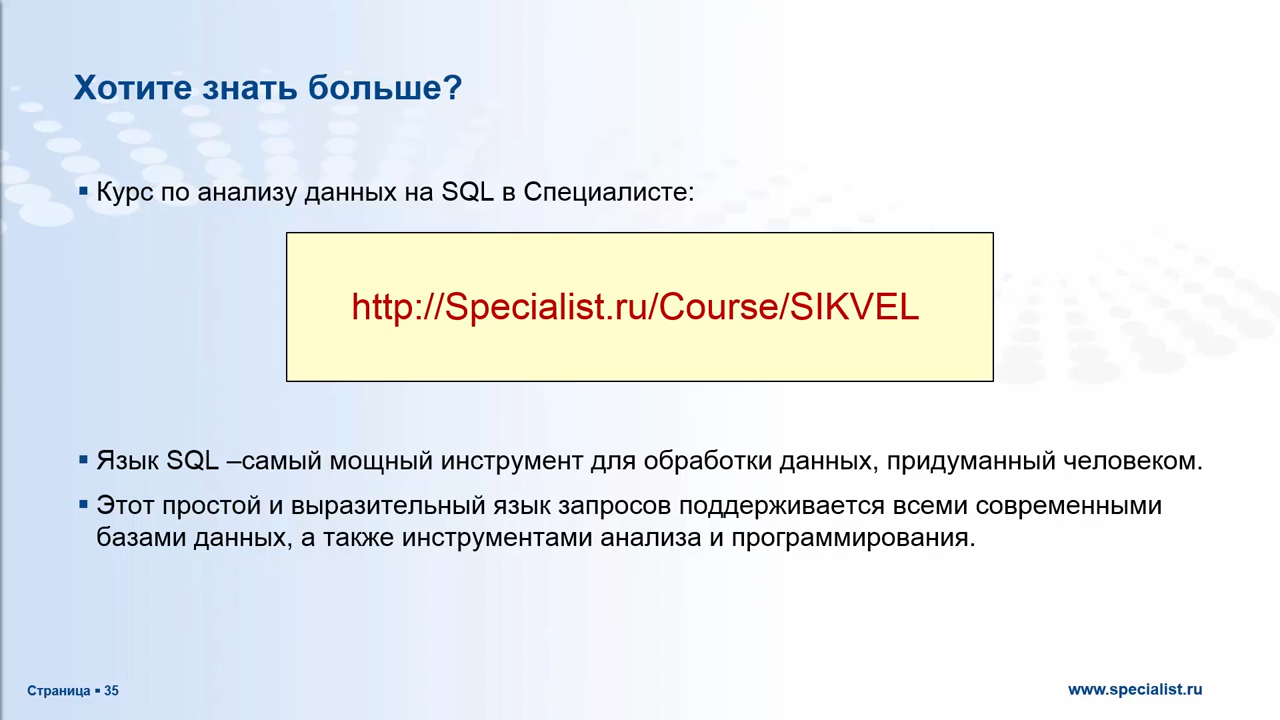 Хотите знать больше?
▪ Курс по анализу данных на SQL в Специалисте:
http://Specialist.ru/Course/SIKVEL
▪ Язык SQL –самый мощный инструмент для обработки данных, придуманный человеком.
▪ Этот простой и выразительный язык запросов поддерживается всеми современными
базами данных, а также инструментами анализа и программирования.
Страница ▪ 35
www.specialist.ru